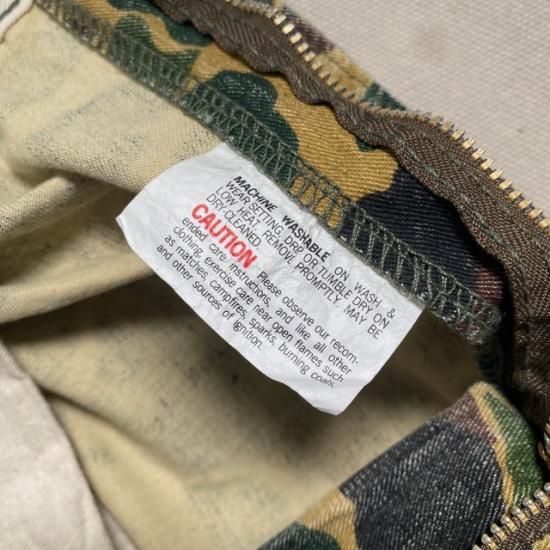 MACHINE WASHABLE ON WASH &
WEAR SETTING, DRY OR TUMBLE DRY ON
LOW HEAT. REMOVE PROMPTLY. MAY BE
DRY-CLEANED.
CAUTION Please observe our recom-
ended care instructions, and like all other
clothing, exercise care near open flames such
as matches, campfires, sparks, burning coals,
and other sources of ignition.